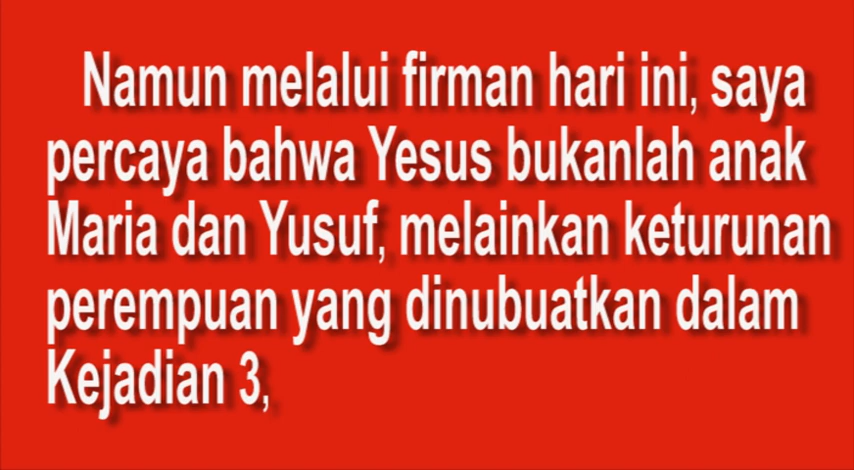 Namun melalui firman hari ini, saya
percaya bahwa Yesus bukanlah anak
Maria dan Yusuf, melainkan keturunan
perempuan yang dinubuatkan dalam
Kejadian 3,